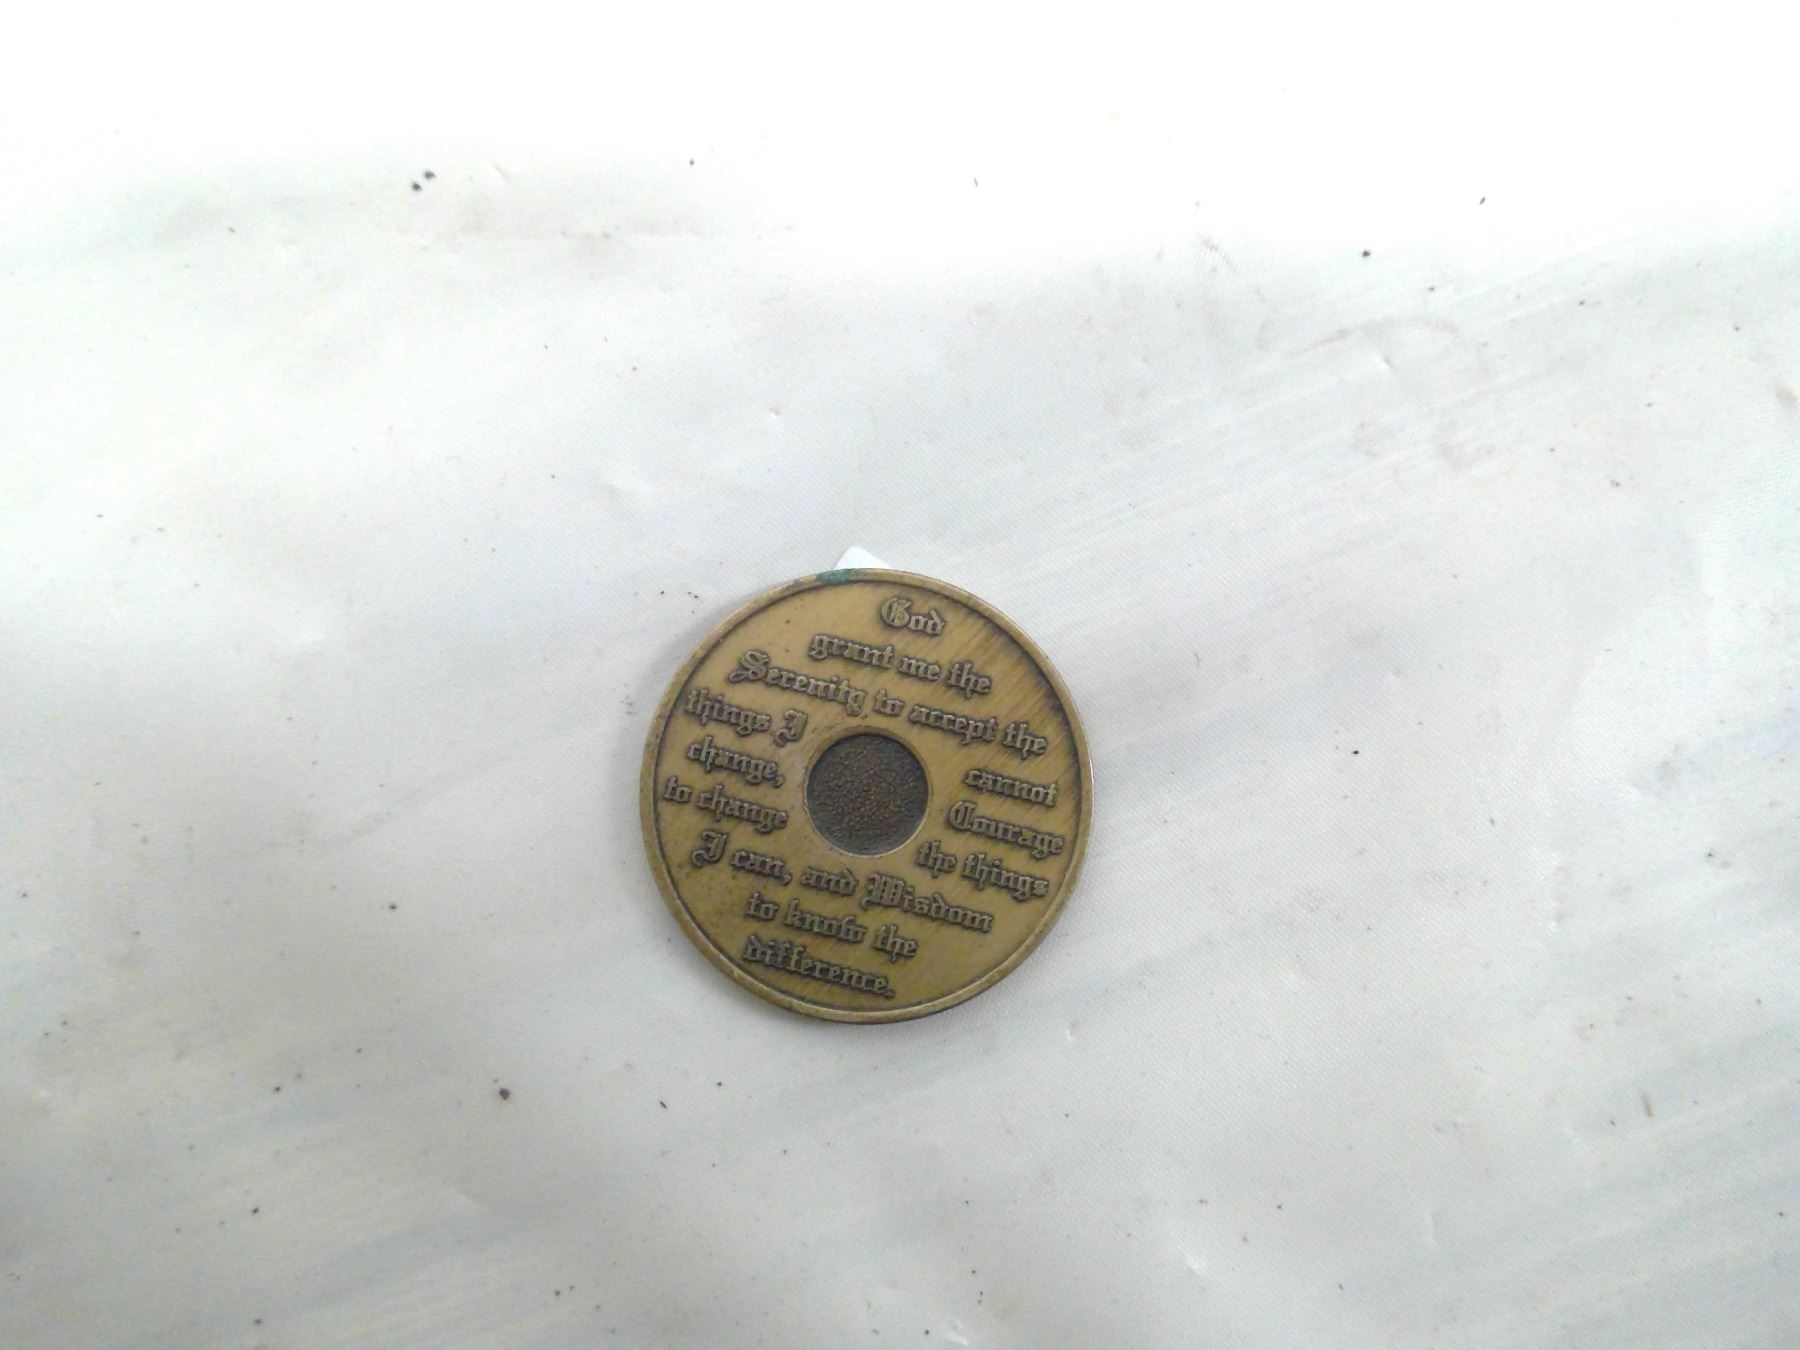 God
grant me the
Serenity to accept the
things I cannot
change, Courage
to change the things
I can, and Wisdom
to know the
difference.